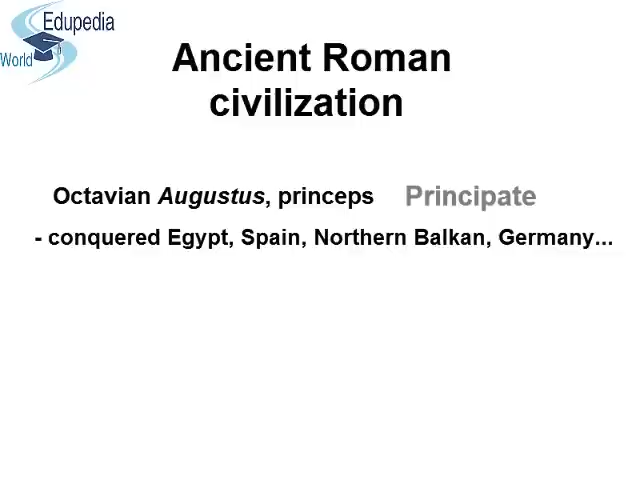 Edupedia
World
Ancient Roman
civilization
Octavian Augustus, princeps Principate
- conquered Egypt, Spain, Northern Balkan, Germany...